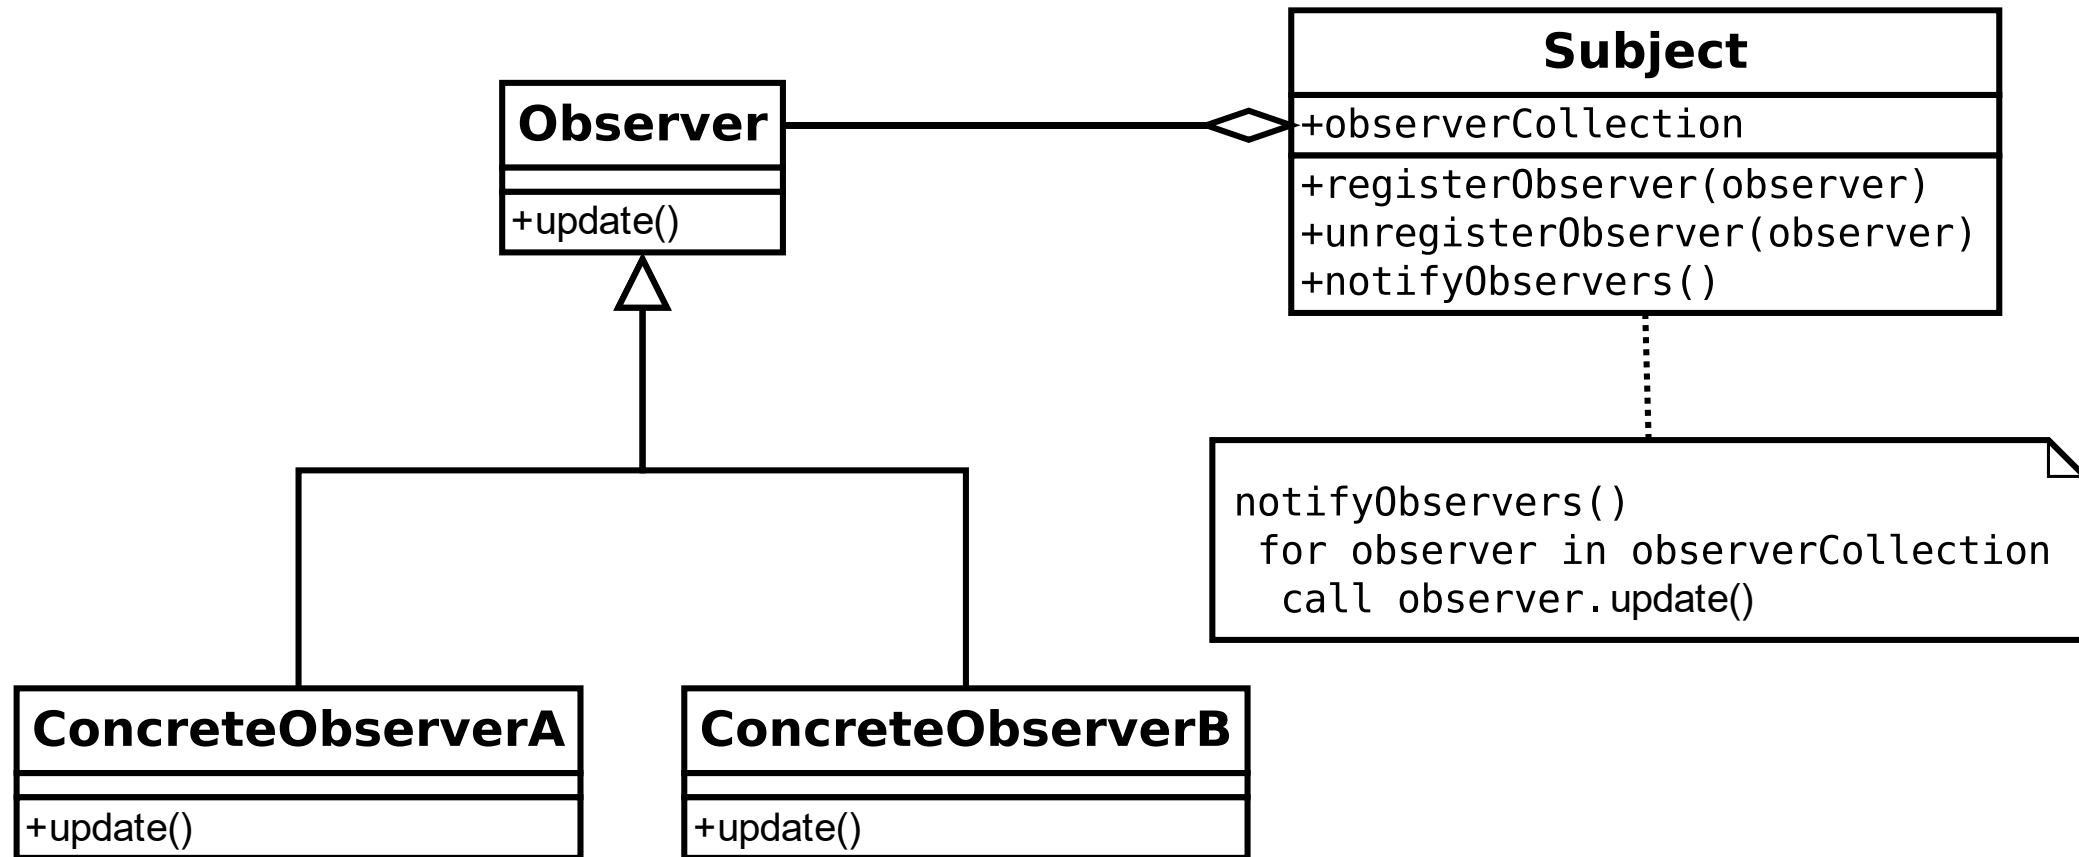 Subject
+observerCollection
+registerObserver(observer)
+unregisterObserver(observer)
+notifyObservers()
Observer
+update()
notifyObservers()
for observer in observerCollection
call observer.update()
ConcreteObserverA
+update()
ConcreteObserverB
+update()